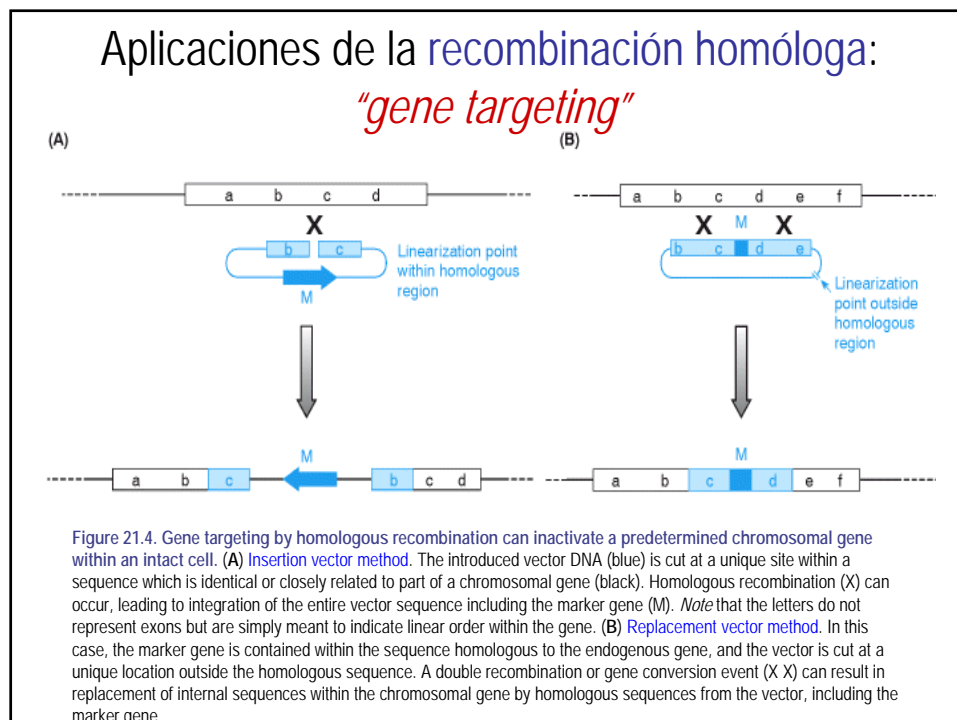 Aplicaciones de la recombinación homóloga:
"gene targeting"
(A)
(B)
a b c d
X
b c
Linearization point
within homologous
region
M
M
a b c b c d
a b c d e f
X M X
b c d e
Linearization
point outside
homologous
region
M
a b c d e f
Figure 21.4. Gene targeting by homologous recombination can inactivate a predetermined chromosomal gene
within an intact cell. (A) Insertion vector method. The introduced vector DNA (blue) is cut at a unique site within a
sequence which is identical or closely related to part of a chromosomal gene (black). Homologous recombination (X) can
occur, leading to integration of the entire vector sequence including the marker gene (M). Note that the letters do not
represent exons but are simply meant to indicate linear order within the gene. (B) Replacement vector method. In this
case, the marker gene is contained within the sequence homologous to the endogenous gene, and the vector is cut at a
unique location outside the homologous sequence. A double recombination or gene conversion event (X X) can result in
replacement of internal sequences within the chromosomal gene by homologous sequences from the vector, including the
marker gene.